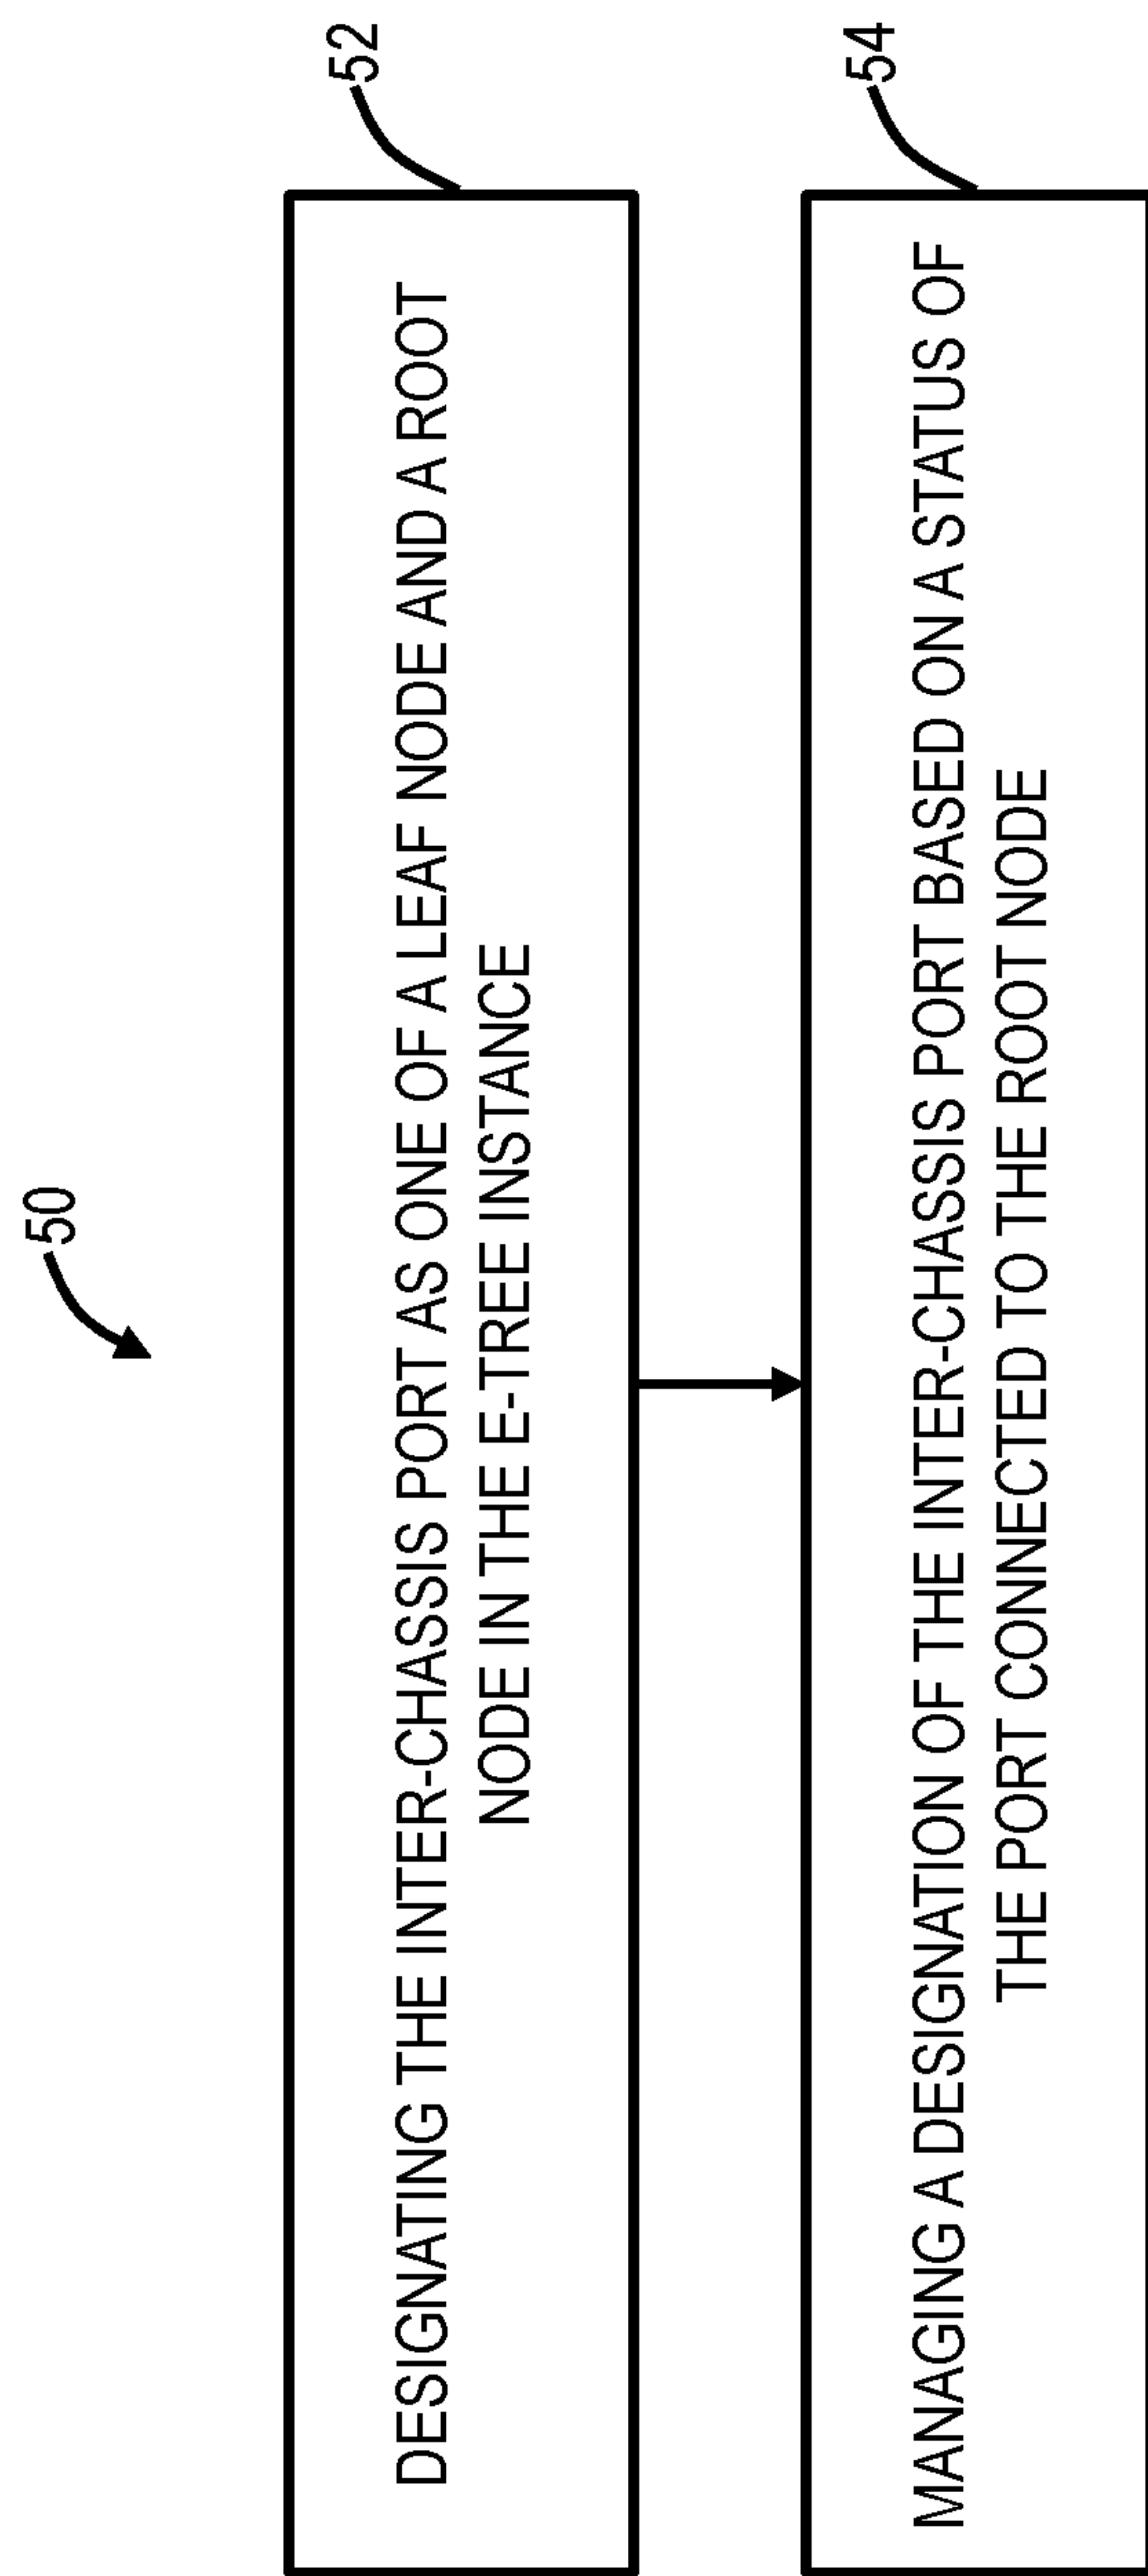 50
52
DESIGNATING THE INTER-CHASSIS PORT AS ONE OF A LEAF NODE AND A ROOT
NODE IN THE E-TREE INSTANCE
54
MANAGING A DESIGNATION OF THE INTER-CHASSIS PORT BASED ON A STATUS OF
THE PORT CONNECTED TO THE ROOT NODE